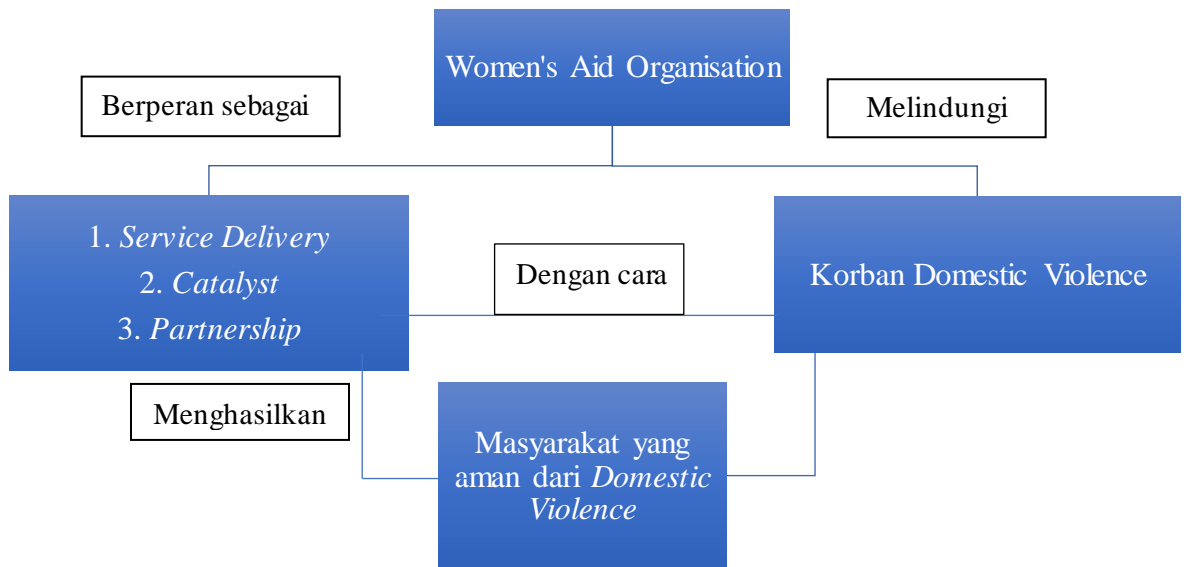 Women's Aid Organisation
Berperan sebagai
Melindungi
1. Service Delivery
2. Catalyst
3. Partnership
Dengan cara
Korban Domestic Violence
Menghasilkan
Masyarakat yang
aman dari Domestic
Violence